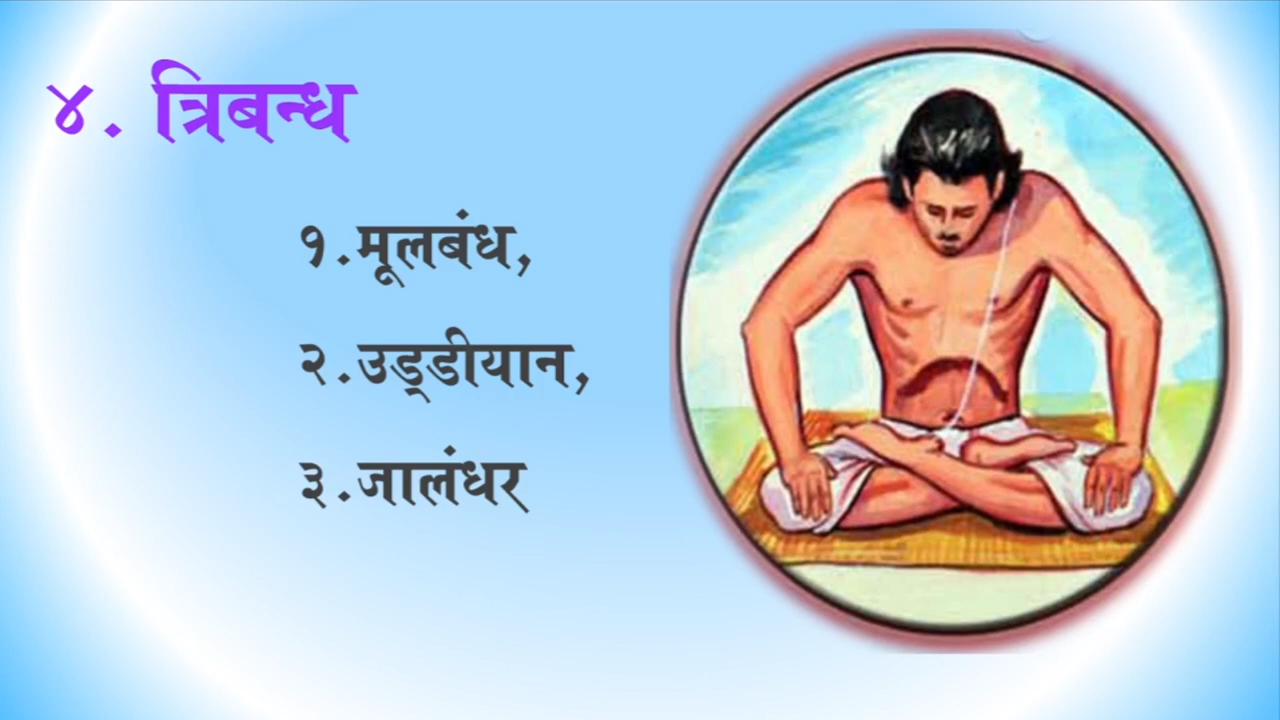 ४. त्रिबन्ध
१.मूलबंध,
२.उड्डीयान,
३.जालंधर